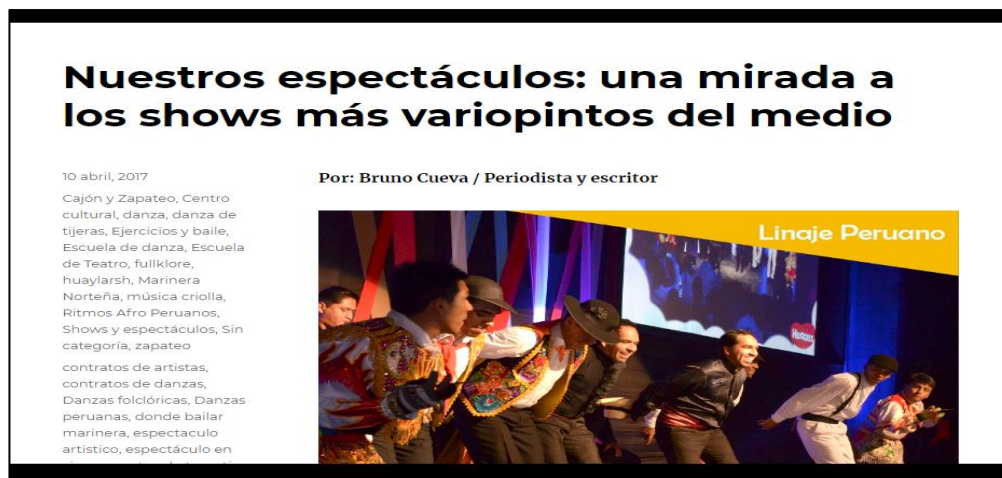 Nuestros espectáculos: una mirada a
los shows más variopintos del medio
10 abril, 2017
Cajón y Zapateo, Centro
cultural, danza, danza de
tijeras, Ejercicios y baile,
Escuela de danza, Escuela
de Teatro, fullklore,
huaylarsh, Marinera
Norteña, música criolla,
Ritmos Afro Peruanos,
Shows y espectáculos, Sin
categoría, zapateo
contratos de artistas,
contratos de danzas,
Danzas folclóricas, Danzas
peruanas, donde bailar
marinera, espectaculo
artistico, espectáculo en
Por: Bruno Cueva / Periodista y escritor
Linaje Peruano
HUGGIES